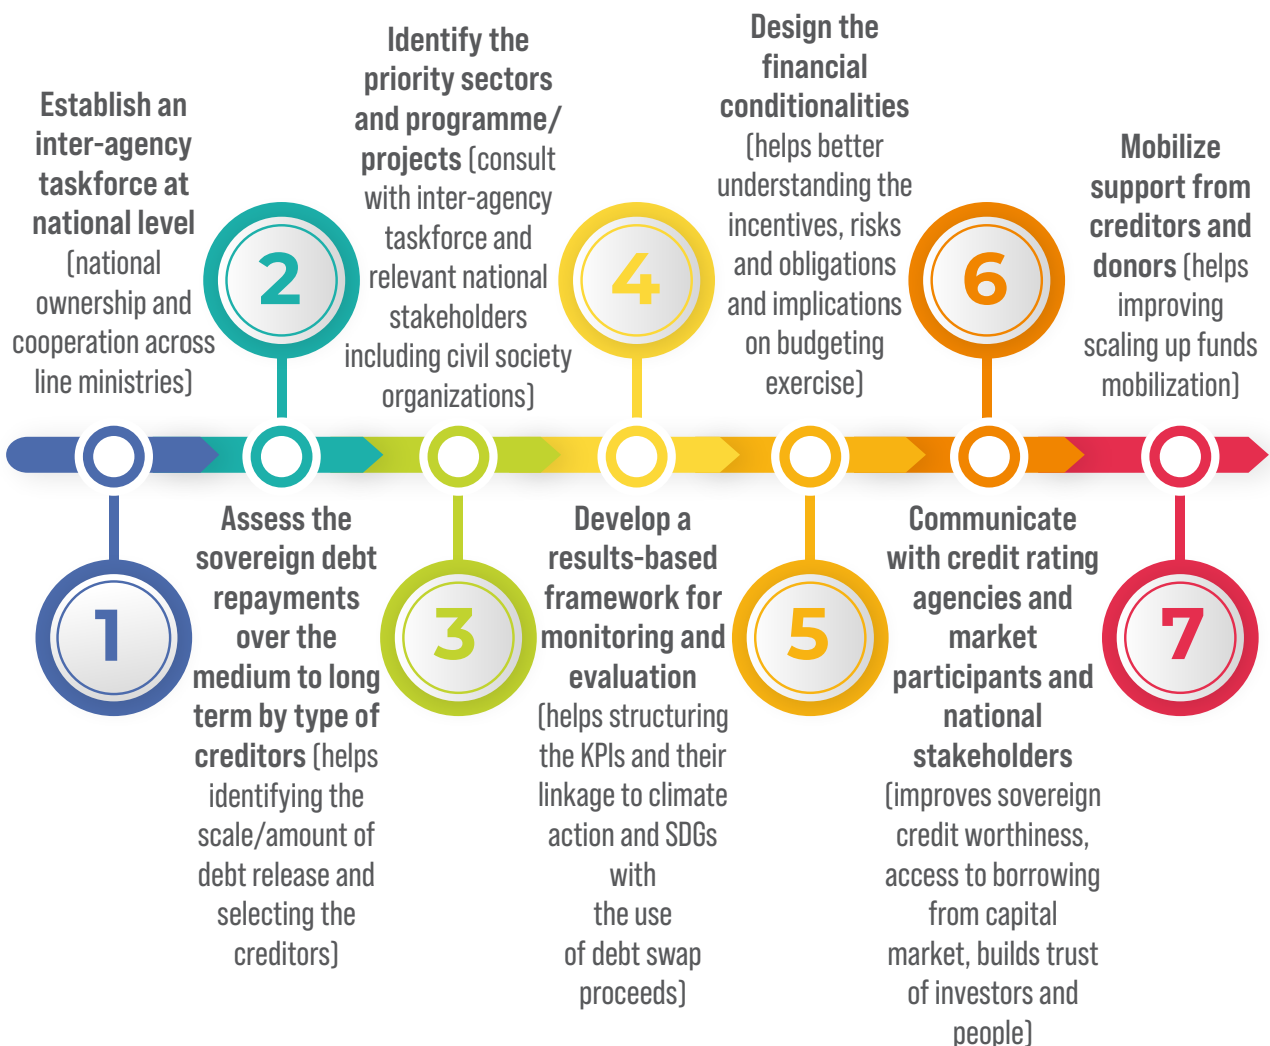 Establish an
inter-agency
taskforce at
national level
(national
ownership and
cooperation across
line ministries)
1
2
Assess the
sovereign debt
repayments
over the
medium to long
term by type of
creditors (helps
identifying the
scale/amount of
debt release and
selecting the
creditors)
Identify the
priority sectors
and programme/
projects (consult
with inter-agency
taskforce and
relevant national
stakeholders
including civil society
organizations)
3
4
Develop a
results-based
framework for
monitoring and
evaluation
(helps structuring
the KPIs and their
linkage to climate
action and SDGs
with
the use
of debt swap
proceeds)
Design the
financial
conditionalities
(helps better
understanding the
incentives, risks
and obligations
and implications
on budgeting
exercise)
5
6
Communicate
with credit rating
agencies and
market
participants and
national
stakeholders
(improves sovereign
credit worthiness,
access to borrowing
from capital
market, builds trust
of investors and
people)
Mobilize
support from
creditors and
donors (helps
improving
scaling up funds
mobilization)
7